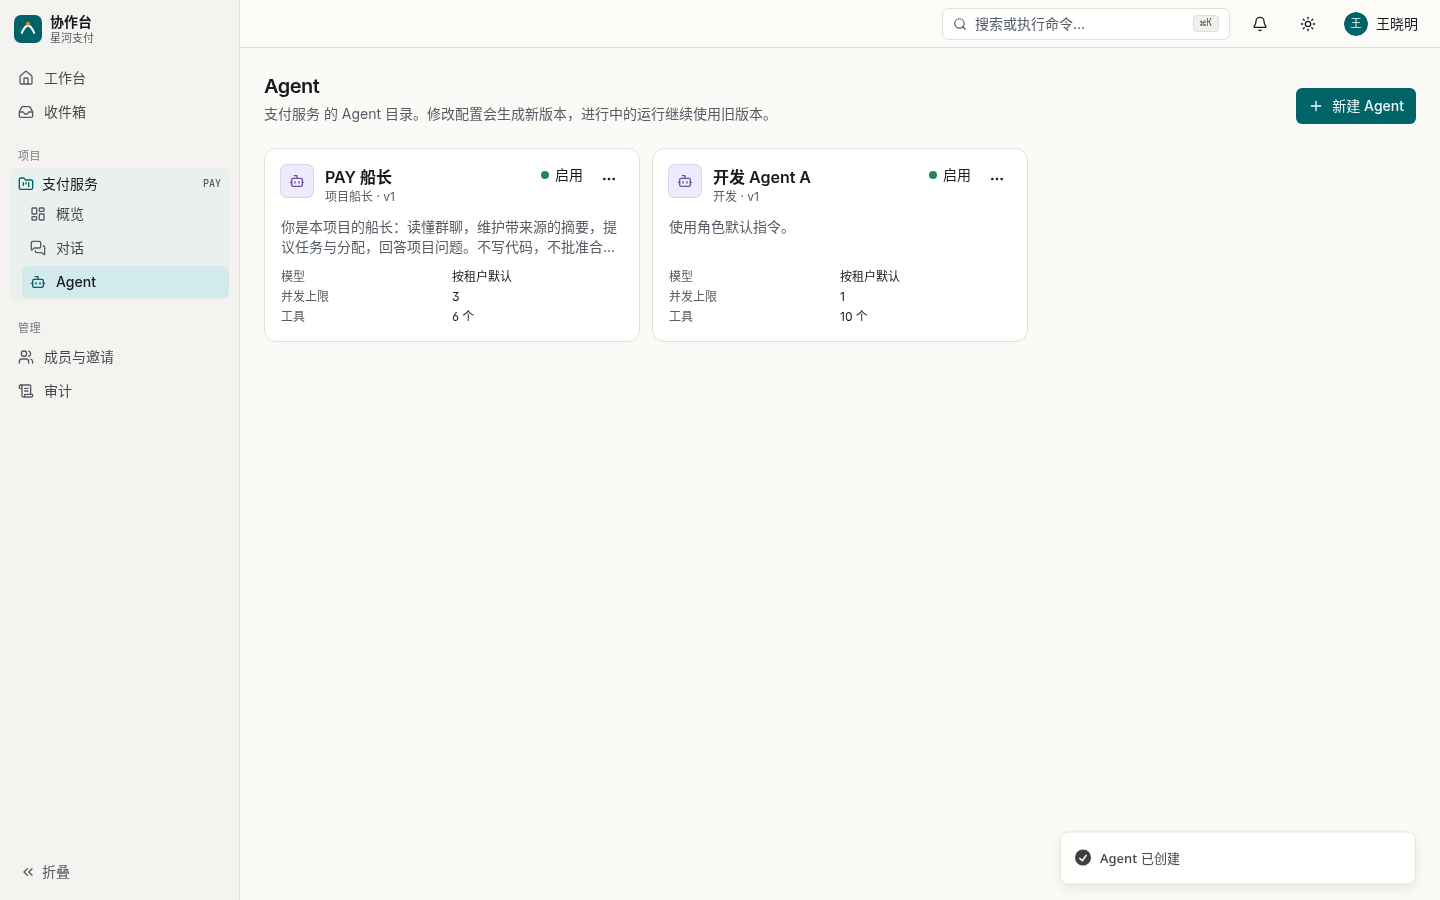 协作台
星河支付
搜索或执行命令...
⌘K
王
王晓明
工作台
收件箱
项目
支付服务
PAY
概览
对话
Agent
管理
成员与邀请
审计
折叠
Agent
支付服务 的 Agent 目录。修改配置会生成新版本，进行中的运行继续使用旧版本。
新建 Agent
PAY 船长
启用
项目船长 · v1
你是本项目的船长：读懂群聊，维护带来源的摘要，提
议任务与分配，回答项目问题。不写代码，不批准合...
模型 按租户默认
并发上限 3
工具 6 个
开发 Agent A
启用
开发 · v1
使用角色默认指令。
模型 按租户默认
并发上限 1
工具 10 个
Agent 已创建